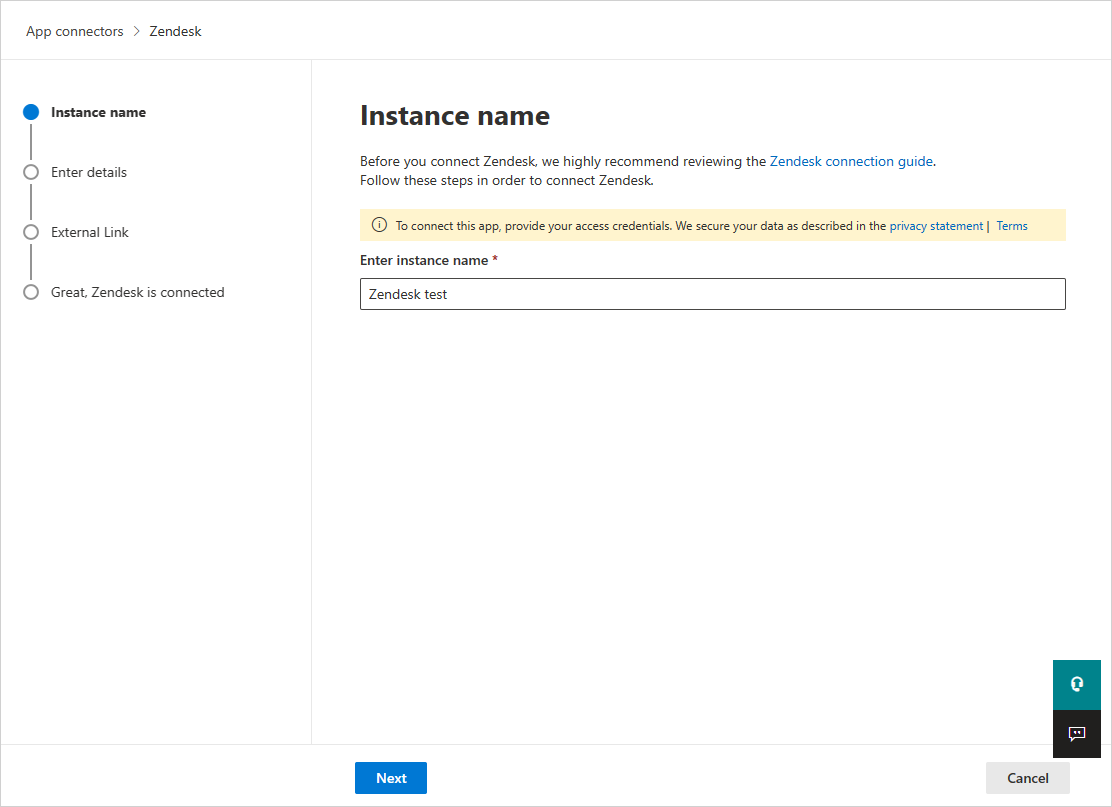 App connectors > Zendesk
Instance name
Enter details
External Link
Great, Zendesk is connected
Instance name
Before you connect Zendesk, we highly recommend reviewing the Zendesk connection guide.
Follow these steps in order to connect Zendesk.
To connect this app, provide your access credentials. We secure your data as described in the privacy statement | Terms
Enter instance name *
Zendesk test
Next
Cancel